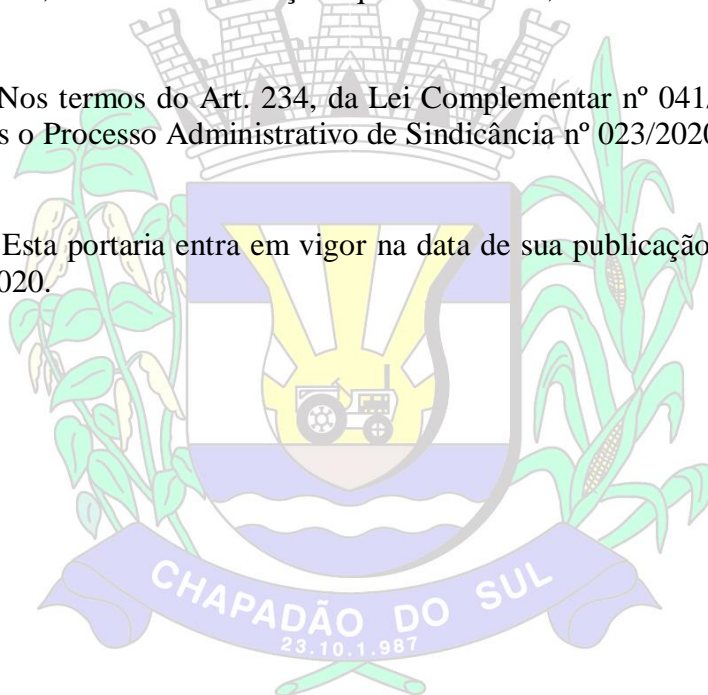 Nos termos do Art. 234, da Lei Complementar nº 041/
s o Processo Administrativo de Sindicância nº 023/2020
Esta portaria entra em vigor na data de sua publicação
020.
CHAPADÃO DO SUL
23.10.1.987